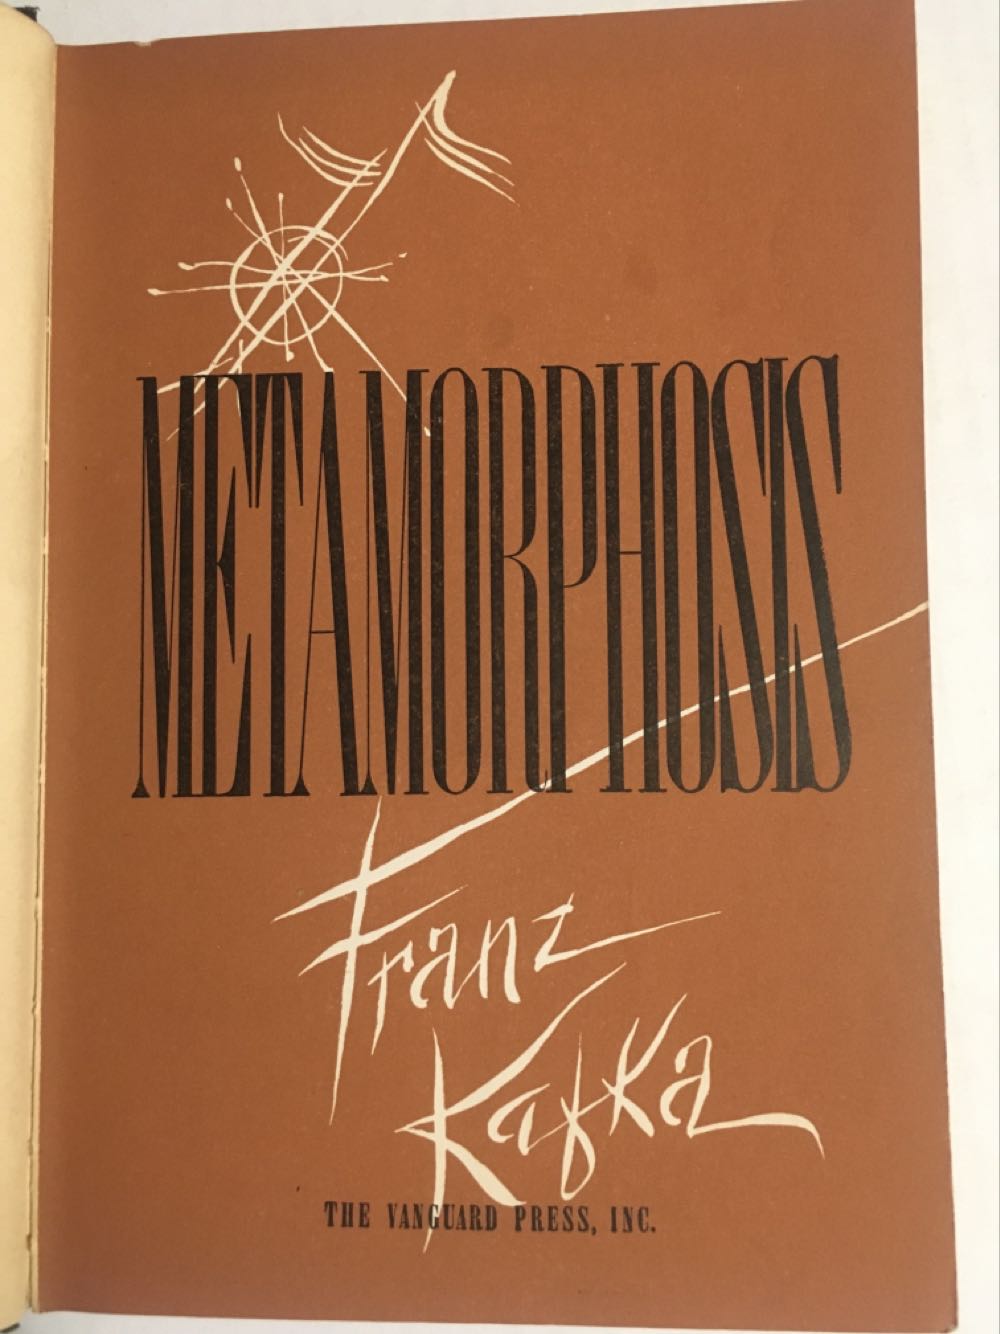 METAMORPHOSIS
Franz
Kafka
THE VANGUARD PRESS, INC.